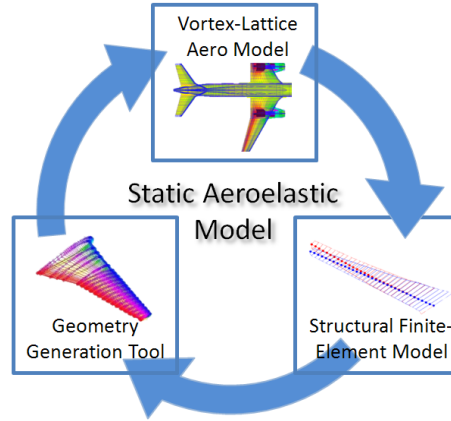 Vortex-Lattice
Aero Model
Static Aeroelastic
Model
Geometry
Generation Tool
Structural Finite-
Element Model